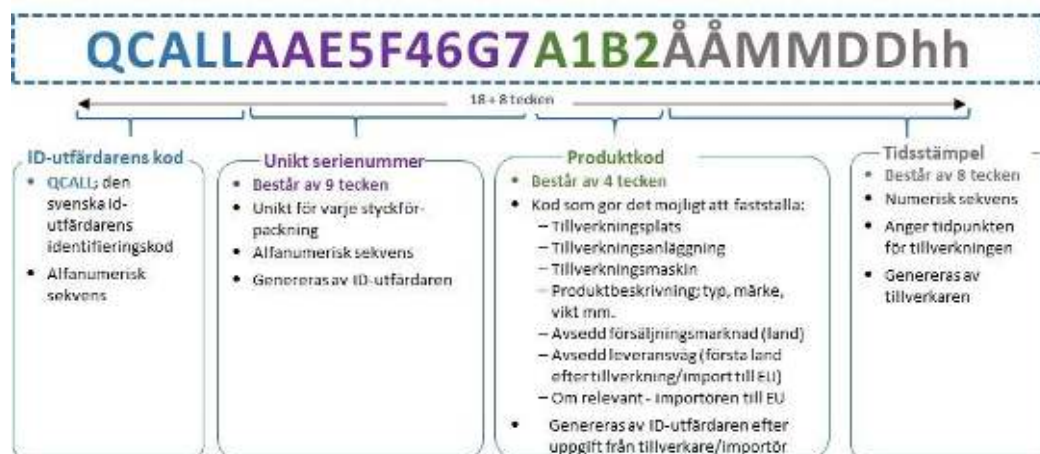 QCALLAAE5F46G7A1B2ÅÅMMDDhh
18 + 8 tecken
ID-utfärdarens kod
• QCALL; den
svenska id-
utfärdarens
identifieringskod
• Alfanumerisk
sekvens
Unikt serienummer
• Består av 9 tecken
• Unikt för varje styckför-
packning
• Alfanumerisk sekvens
• Genereras av ID-utfärdaren
Produktkod
• Består av 4 tecken
• Kod som gör det möjligt att fastställa:
– Tillverkningsplats
– Tillverkningsanläggning
– Tillverkningsmaskin
– Produktbeskrivning; typ, märke,
vikt mm.
– Avsedd försäljningsmarknad (land)
– Avsedd leveransväg (första land
efter tillverkning/import till EU)
– Om relevant - importören till EU
• Genereras av ID-utfärdaren efter
uppgift från tillverkare/importör
Tidsstämpel
• Består av 8 tecken
• Numerisk sekvens
• Anger tidpunkten
för tillverkningen
• Genereras av
tillverkaren